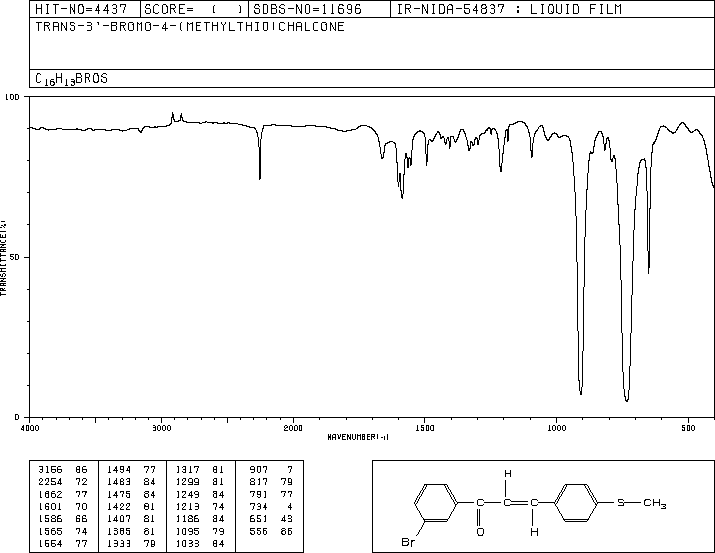 HIT-NO=4437 SCORE= ( ) SDBS-NO=11696 IR-NIDA-54837 : LIQUID FILM
TRANS-3'-BROMO-4-(METHYLTHIO)CHALCONE
C16H13BROS
100
50
0
TRANSMITTANCE(%)
4000 3000 2000 1500 1000 500
WAVENUMBER(-1)
3166 86 1494 77 1317 81 907 7
2254 72 1463 84 1299 81 817 79
1662 77 1475 84 1249 84 791 77
1601 70 1422 81 1213 74 734 4
1586 66 1407 81 1186 84 651 43
1565 74 1385 81 1095 79 556 86
1554 77 1333 79 1033 84
H
S CH3
O H
Br